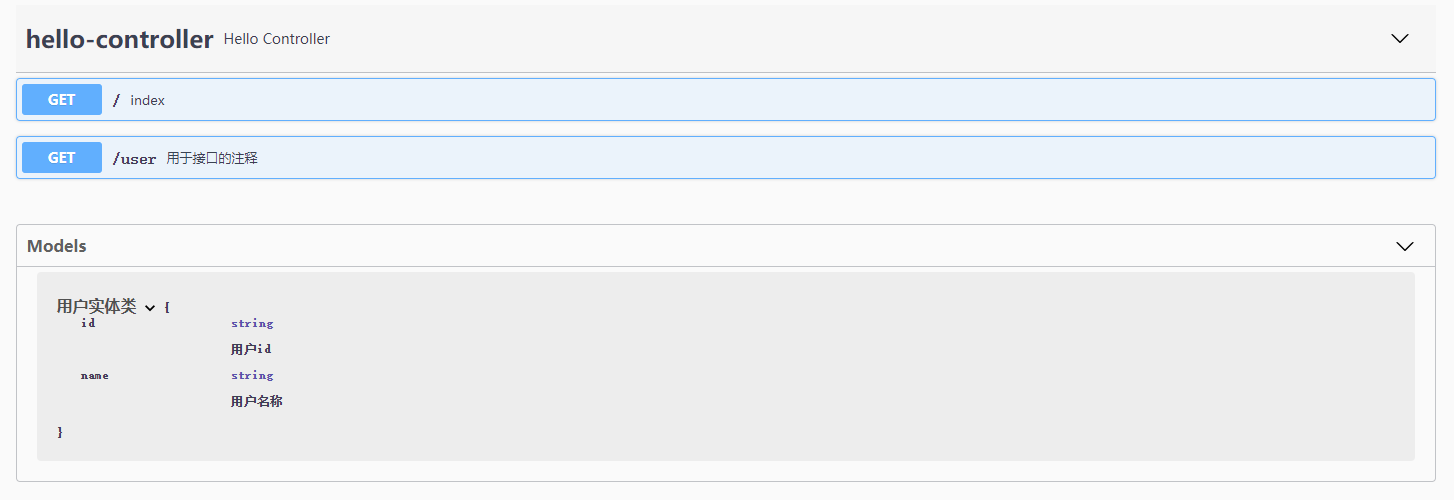 hello-controller Hello Controller
GET / index
GET /user 用于接口的注释
Models
用户实体类 {
id string
用户id
name string
用户名称
}